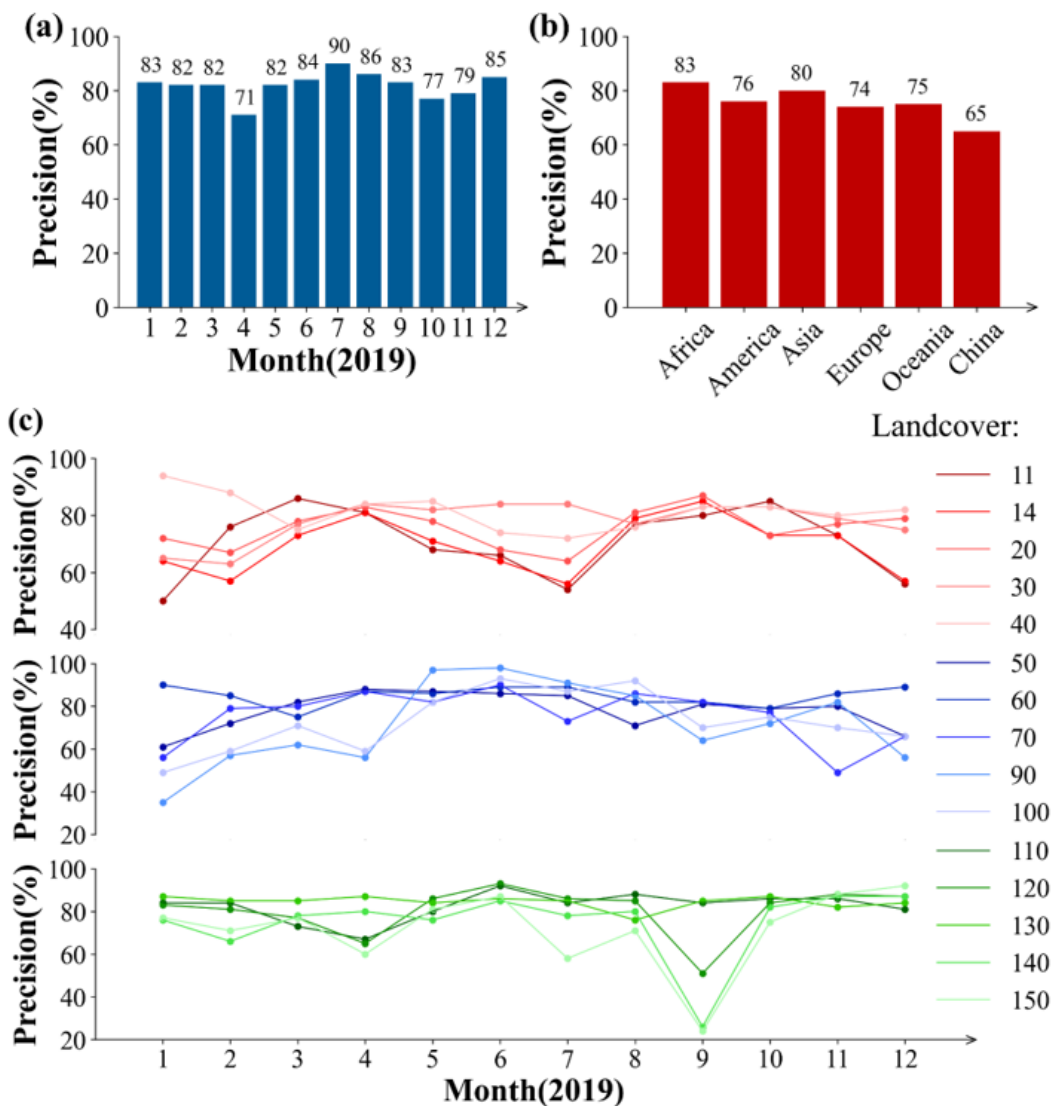 (a)
Precision(%)
100
80
60
40
20
0
83 82 82 71 82 84 90 86 83 77 79 85
1 2 3 4 5 6 7 8 9 10 11 12
Month(2019)
(b)
Precision(%)
100
80
60
40
20
0
83 76 80 74 75 65
Africa America Asia Europe Oceania China
(c)
Precision(%)
100
80
60
40
Precision(%)
100
80
60
40
20
Precision(%)
100
80
60
40
20
1 2 3 4 5 6 7 8 9 10 11 12
Month(2019)
Landcover:
11
14
20
30
40
50
60
70
90
100
110
120
130
140
150